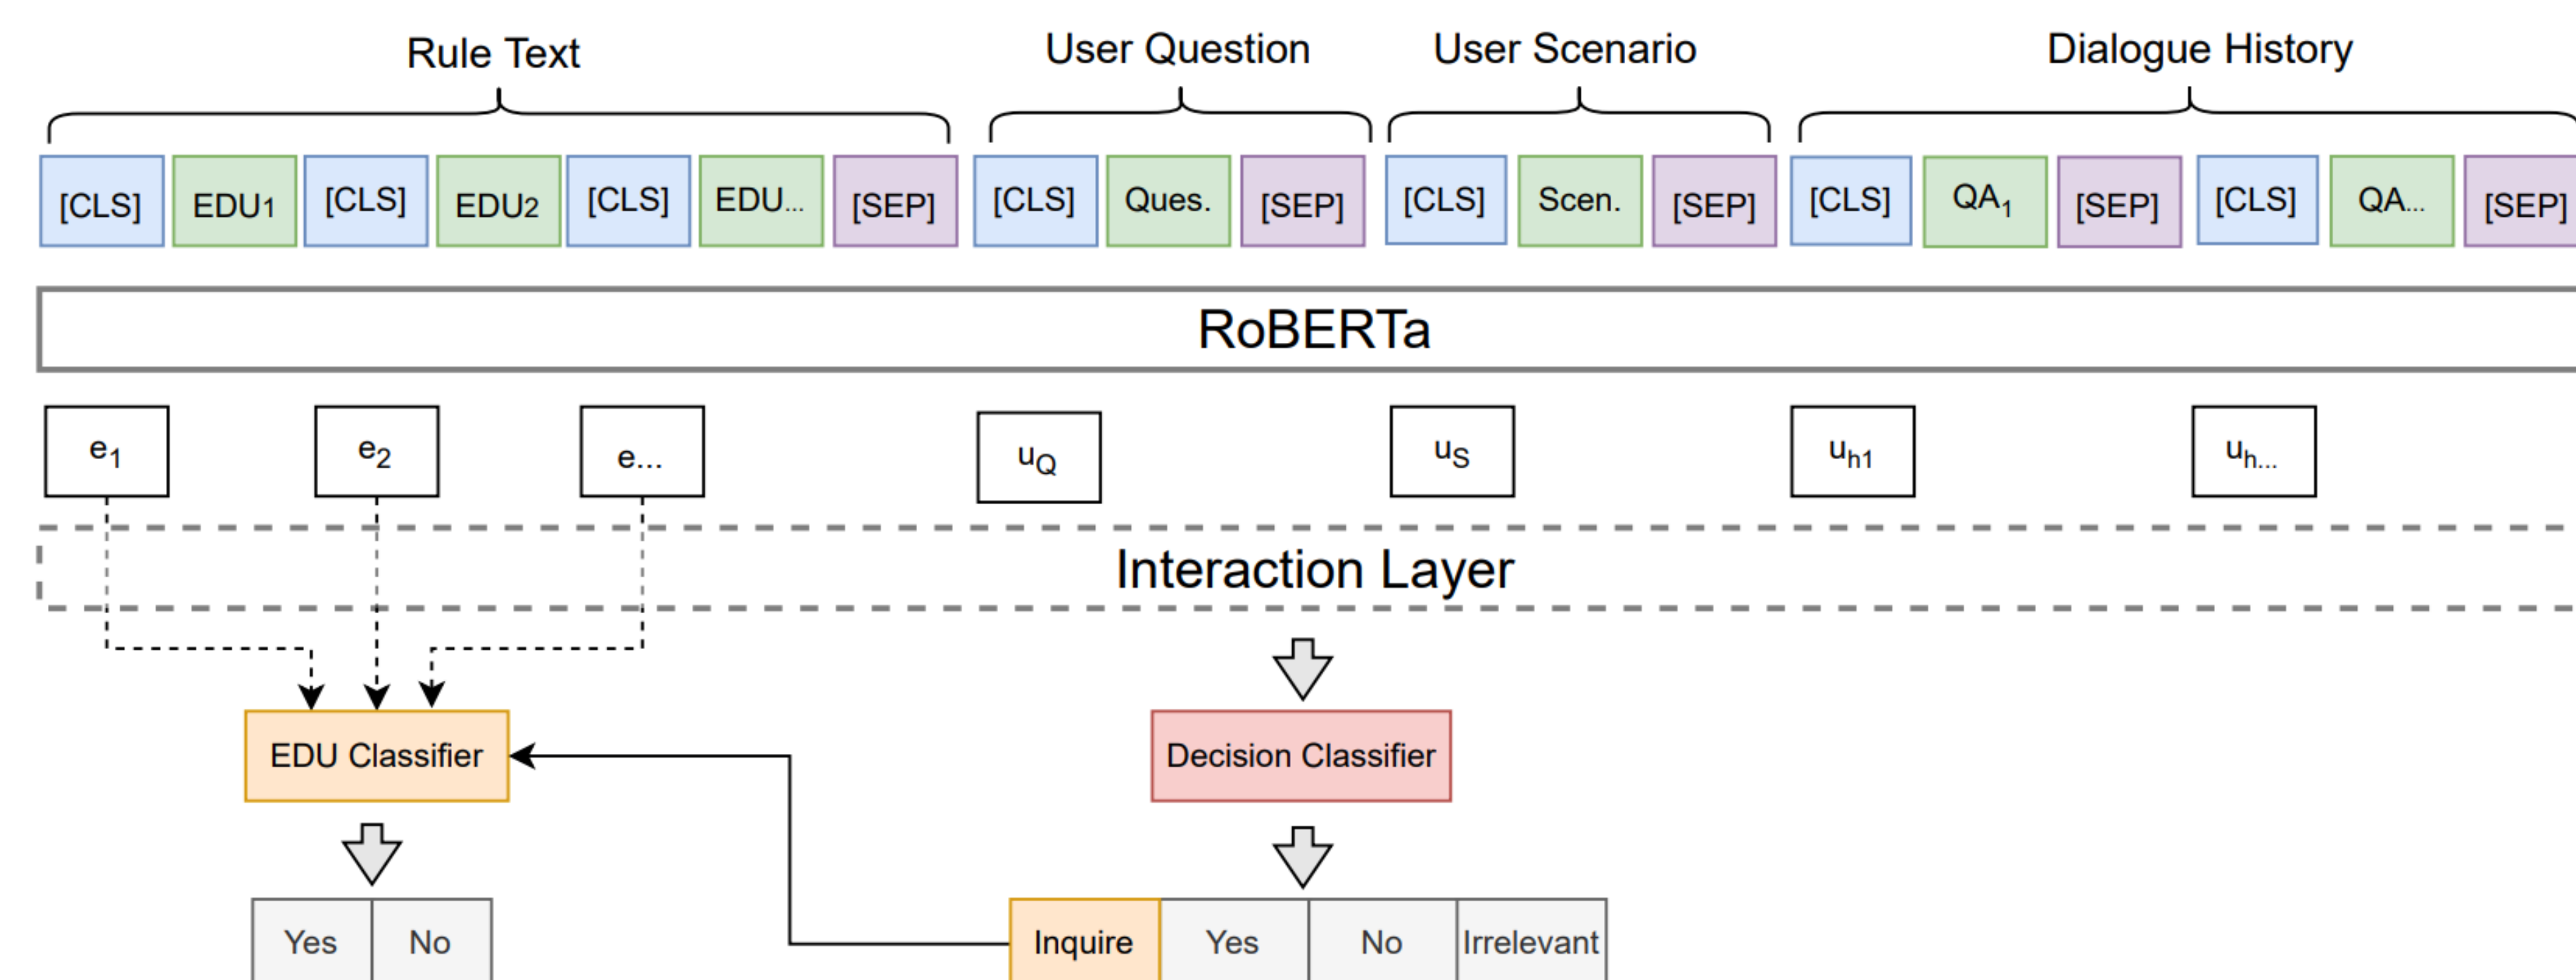 Rule Text User Question User Scenario Dialogue History
[CLS] EDU1 [CLS] EDU2 [CLS] EDU... [SEP] [CLS] Ques. [SEP] [CLS] Scen. [SEP] [CLS] QA1 [SEP] [CLS] QA... [SEP]
RoBERTa
e1 e2 e... uQ uS uh1 uh...
Interaction Layer
EDU Classifier Decision Classifier
Yes No Inquire Yes No Irrelevant